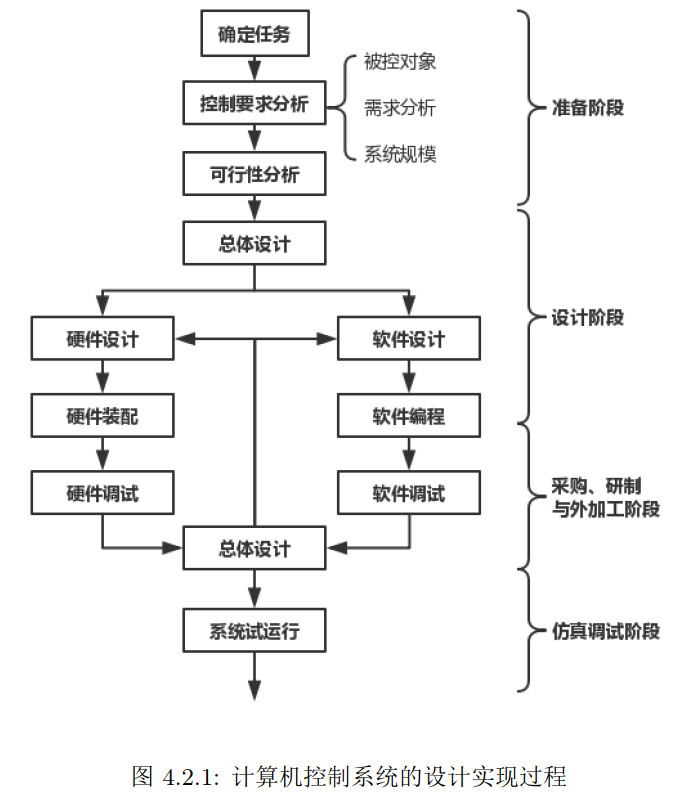 确定任务
控制要求分析
被控对象
需求分析
系统规模
准备阶段
可行性分析
总体设计
硬件设计
软件设计
设计阶段
硬件装配
软件编程
硬件调试
软件调试
采购、研制
与外加工阶段
总体设计
系统试运行
仿真调试阶段
图 4.2.1: 计算机控制系统的设计实现过程